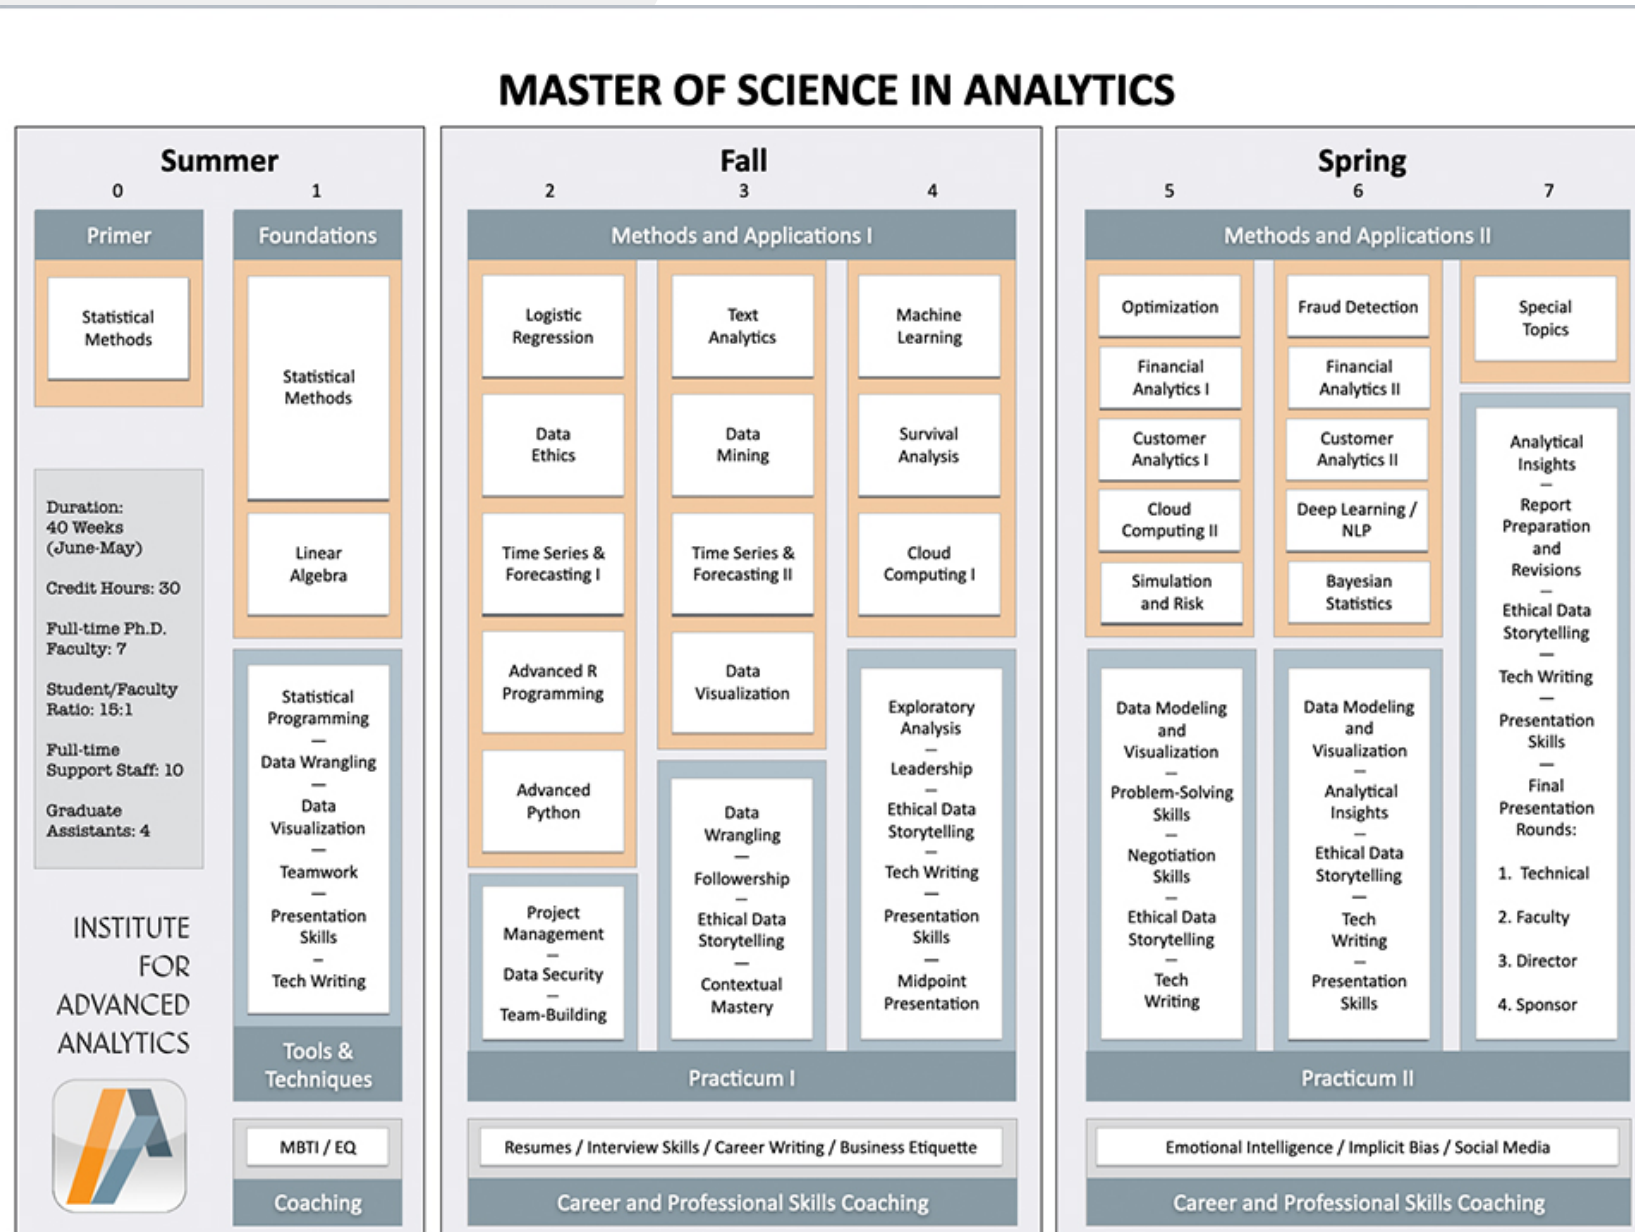 MASTER OF SCIENCE IN ANALYTICS
Summer
0
1
Primer
Foundations
Statistical
Methods
Statistical
Methods
Linear
Algebra
Duration:
40 Weeks
(June-May)
Credit Hours: 30
Full-time Ph.D.
Faculty: 7
Student/Faculty
Ratio: 15:1
Full-time
Support Staff: 10
Graduate
Assistants: 4
Statistical
Programming
—
Data Wrangling
—
Data
Visualization
—
Teamwork
—
Presentation
Skills
—
Tech Writing
Tools &
Techniques
INSTITUTE
FOR
ADVANCED
ANALYTICS
MBTI / EQ
Coaching
Fall
2
3
4
Methods and Applications I
Logistic
Regression
Data
Ethics
Time Series &
Forecasting I
Advanced R
Programming
Advanced
Python
Project
Management
—
Data Security
—
Team-Building
Text
Analytics
Data
Mining
Time Series &
Forecasting II
Data
Visualization
Data
Wrangling
—
Followership
—
Ethical Data
Storytelling
—
Contextual
Mastery
Machine
Learning
Survival
Analysis
Cloud
Computing I
Exploratory
Analysis
—
Leadership
—
Ethical Data
Storytelling
—
Tech Writing
—
Presentation
Skills
—
Midpoint
Presentation
Practicum I
Resumes / Interview Skills / Career Writing / Business Etiquette
Career and Professional Skills Coaching
Spring
5
6
7
Methods and Applications II
Optimization
Financial
Analytics I
Customer
Analytics I
Cloud
Computing II
Simulation
and Risk
Data Modeling
and
Visualization
—
Problem-Solving
Skills
—
Negotiation
Skills
—
Ethical Data
Storytelling
—
Tech
Writing
Fraud Detection
Financial
Analytics II
Customer
Analytics II
Deep Learning /
NLP
Bayesian
Statistics
Data Modeling
and
Visualization
—
Analytical
Insights
—
Ethical Data
Storytelling
—
Tech
Writing
—
Presentation
Skills
Special
Topics
Analytical
Insights
—
Report
Preparation
and
Revisions
—
Ethical Data
Storytelling
—
Tech Writing
—
Presentation
Skills
—
Final
Presentation
Rounds:
1. Technical
2. Faculty
3. Director
4. Sponsor
Practicum II
Emotional Intelligence / Implicit Bias / Social Media
Career and Professional Skills Coaching